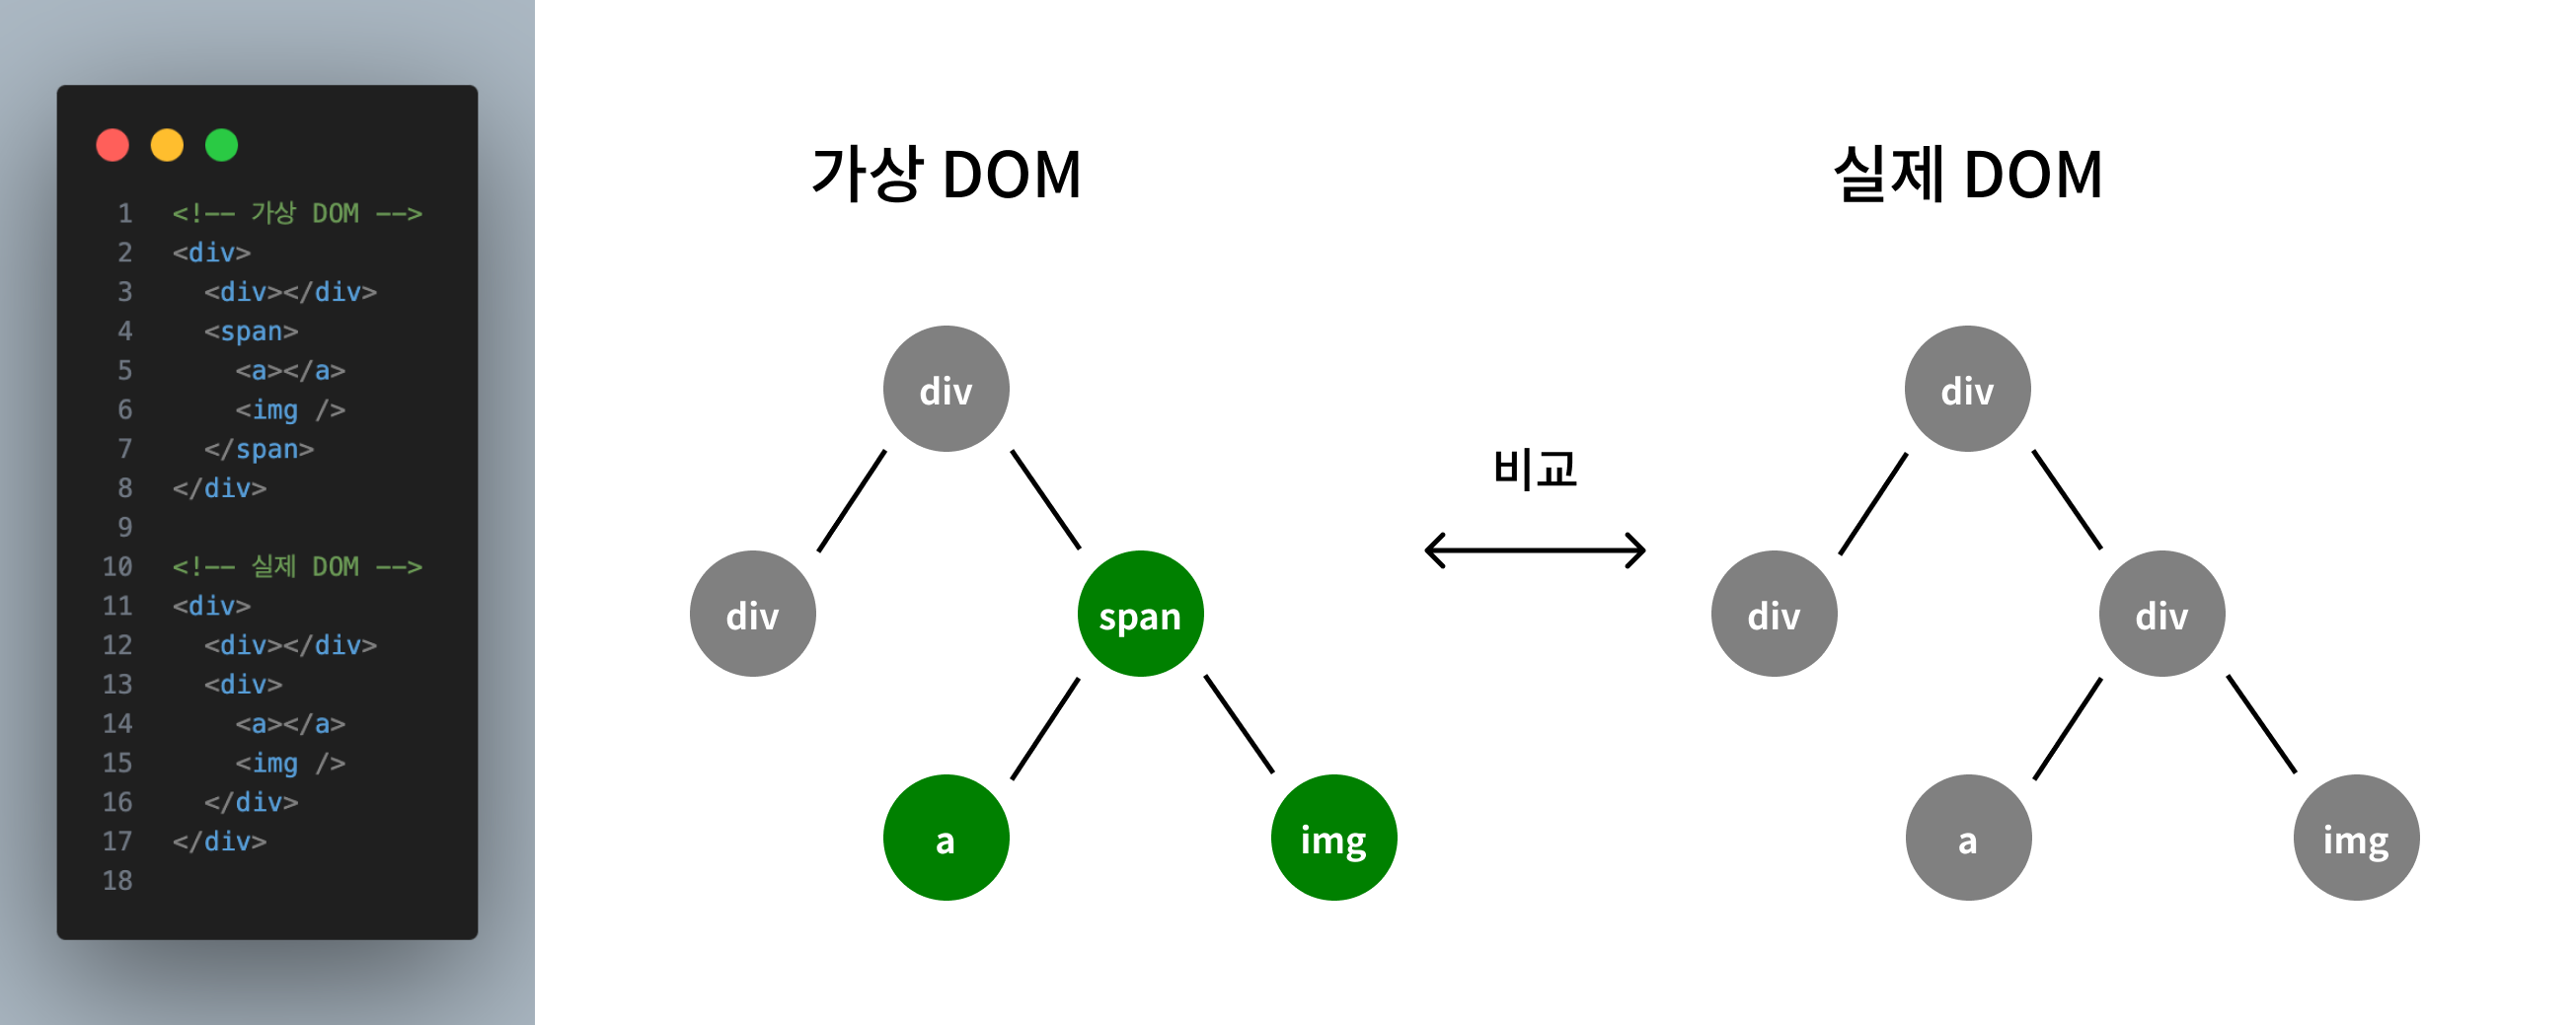 1 <!-- 가상 DOM -->
2 <div>
3   <div></div>
4   <span>
5     <a></a>
6     <img />
7   </span>
8 </div>
9
10 <!-- 실제 DOM -->
11 <div>
12   <div></div>
13   <div>
14     <a></a>
15     <img />
16   </div>
17 </div>
18
가상 DOM
div
div
span
a
img
비교
실제 DOM
div
div
div
a
img